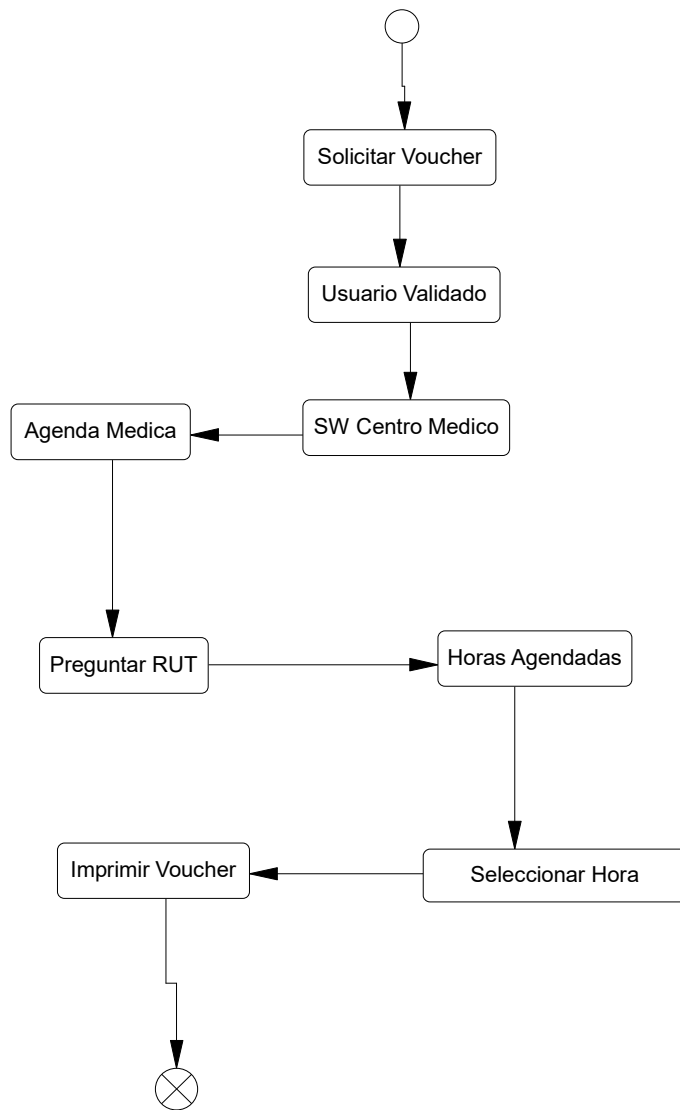 Solicitar Voucher
Usuario Validado
SW Centro Medico
Agenda Medica
Preguntar RUT
Horas Agendadas
Seleccionar Hora
Imprimir Voucher